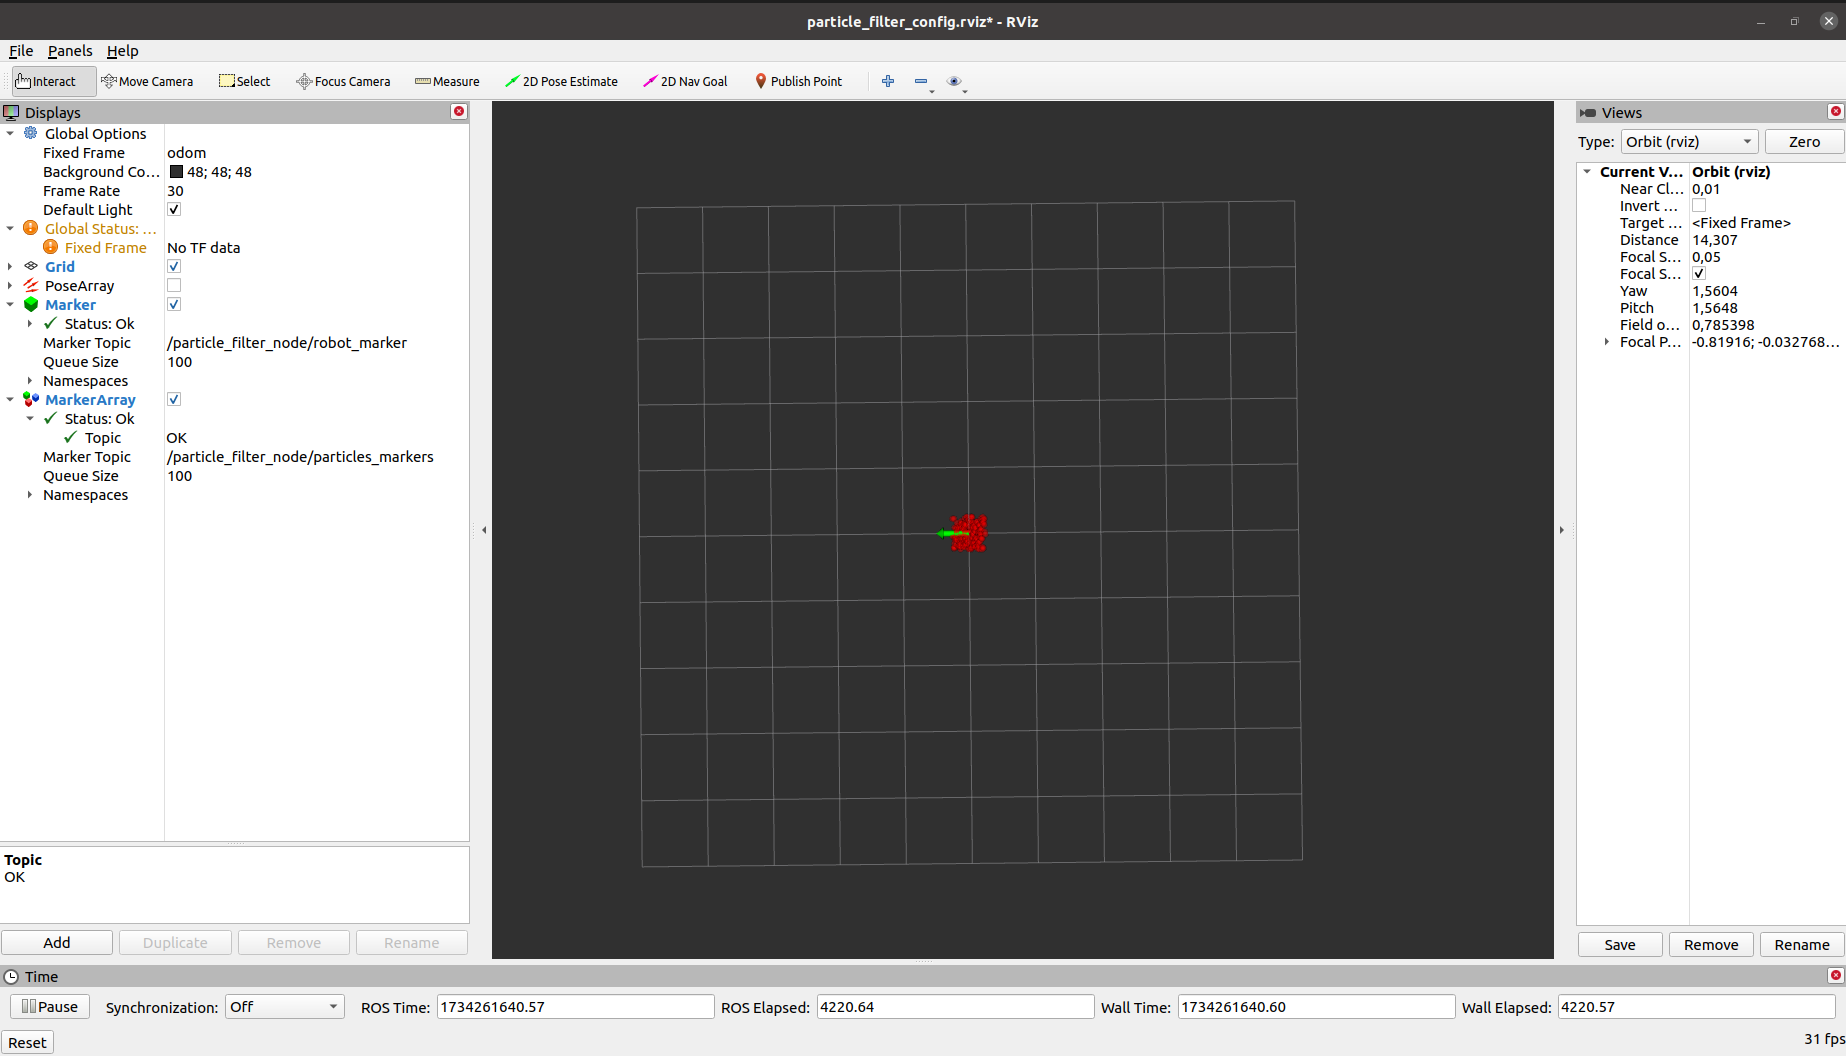 particle_filter_config.rviz* - RViz
File Panels Help
Interact Move Camera Select Focus Camera Measure 2D Pose Estimate 2D Nav Goal Publish Point
Displays
Global Options
Fixed Frame odom
Background Co... 48; 48; 48
Frame Rate 30
Default Light
Global Status: ...
Fixed Frame No TF data
Grid
PoseArray
Marker
Status: Ok
Marker Topic /particle_filter_node/robot_marker
Queue Size 100
Namespaces
MarkerArray
Status: Ok
Topic OK
Marker Topic /particle_filter_node/particles_markers
Queue Size 100
Namespaces
Topic
OK
Add Duplicate Remove Rename
Views
Type: Orbit (rviz) Zero
Current V... Orbit (rviz)
Near Cl... 0,01
Invert ...
Target ... <Fixed Frame>
Distance 14,307
Focal S... 0,05
Focal S...
Yaw 1,5604
Pitch 1,5648
Field o... 0,785398
Focal P... -0.81916; -0.032768...
Save Remove Rename
Time
Pause Synchronization: Off ROS Time: 1734261640.57 ROS Elapsed: 4220.64 Wall Time: 1734261640.60 Wall Elapsed: 4220.57
Reset 31 fps